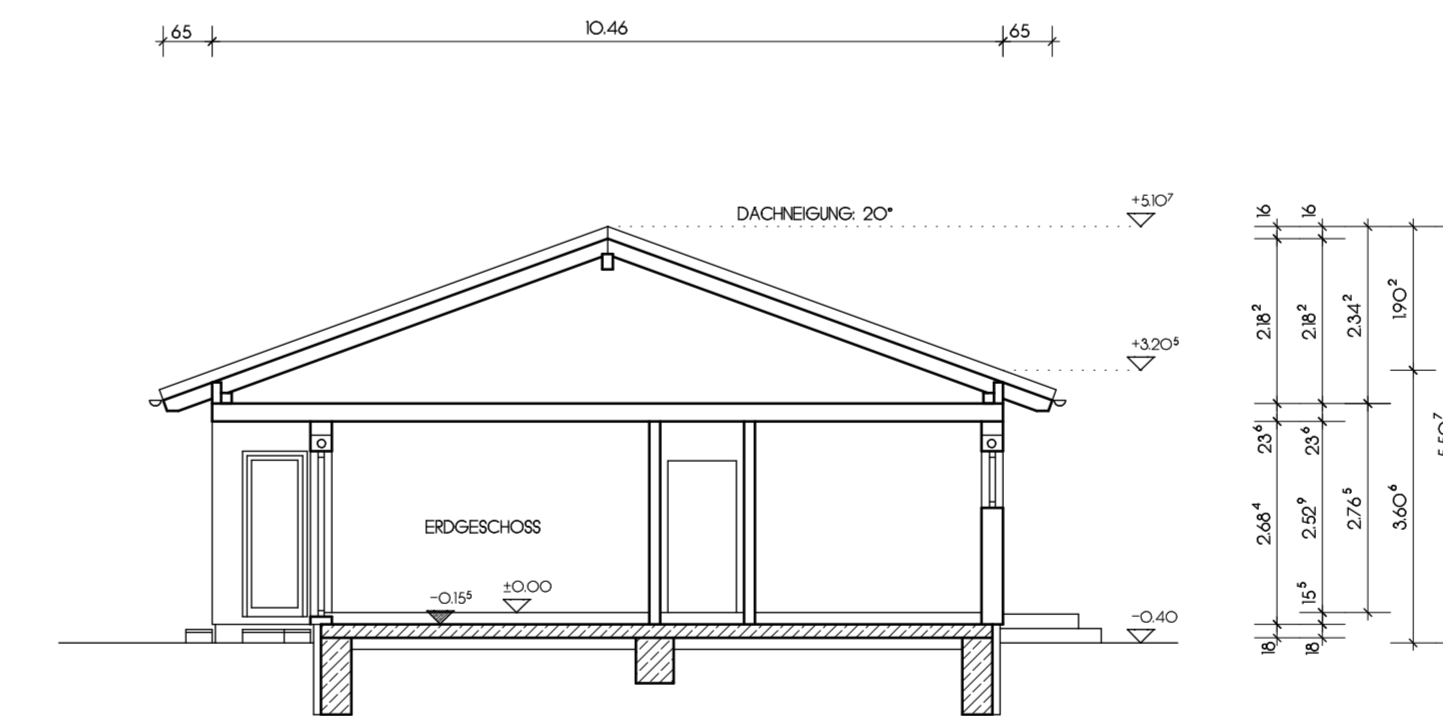 65 10.46 65
DACHNEIGUNG: 20°
+5.10⁷
+3.20⁵
ERDGESCHOSS
-0.15⁵
±0.00
-0.40
16 16
2.18² 2.18² 2.34² 1.90²
23⁶ 23⁶
2.68⁴ 2.52⁹ 2.76⁵ 3.60⁶
15⁵
18 18